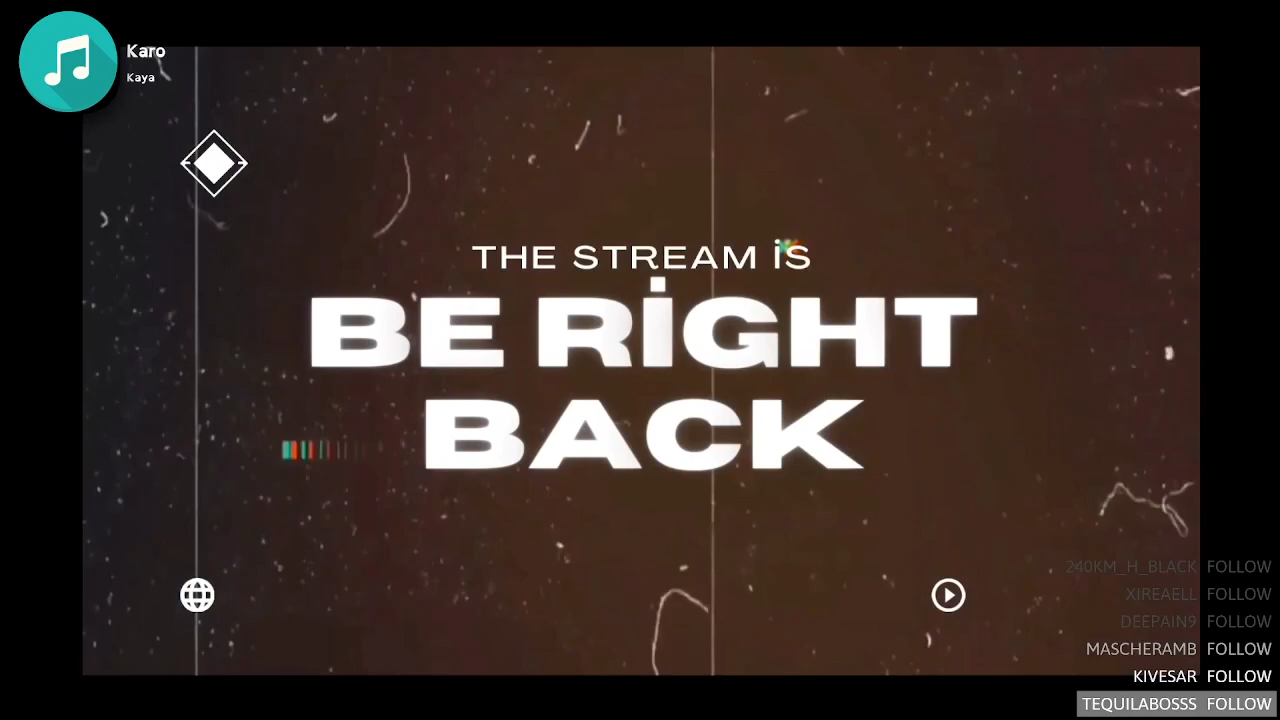 Karo
Kaya
THE STREAM İS
BE RİGHT
BACK
240KM_H_BLACK FOLLOW
XIREAELL FOLLOW
DEEPAIN9 FOLLOW
MASCHERAMB FOLLOW
KIVESAR FOLLOW
TEQUILABOSSS FOLLOW